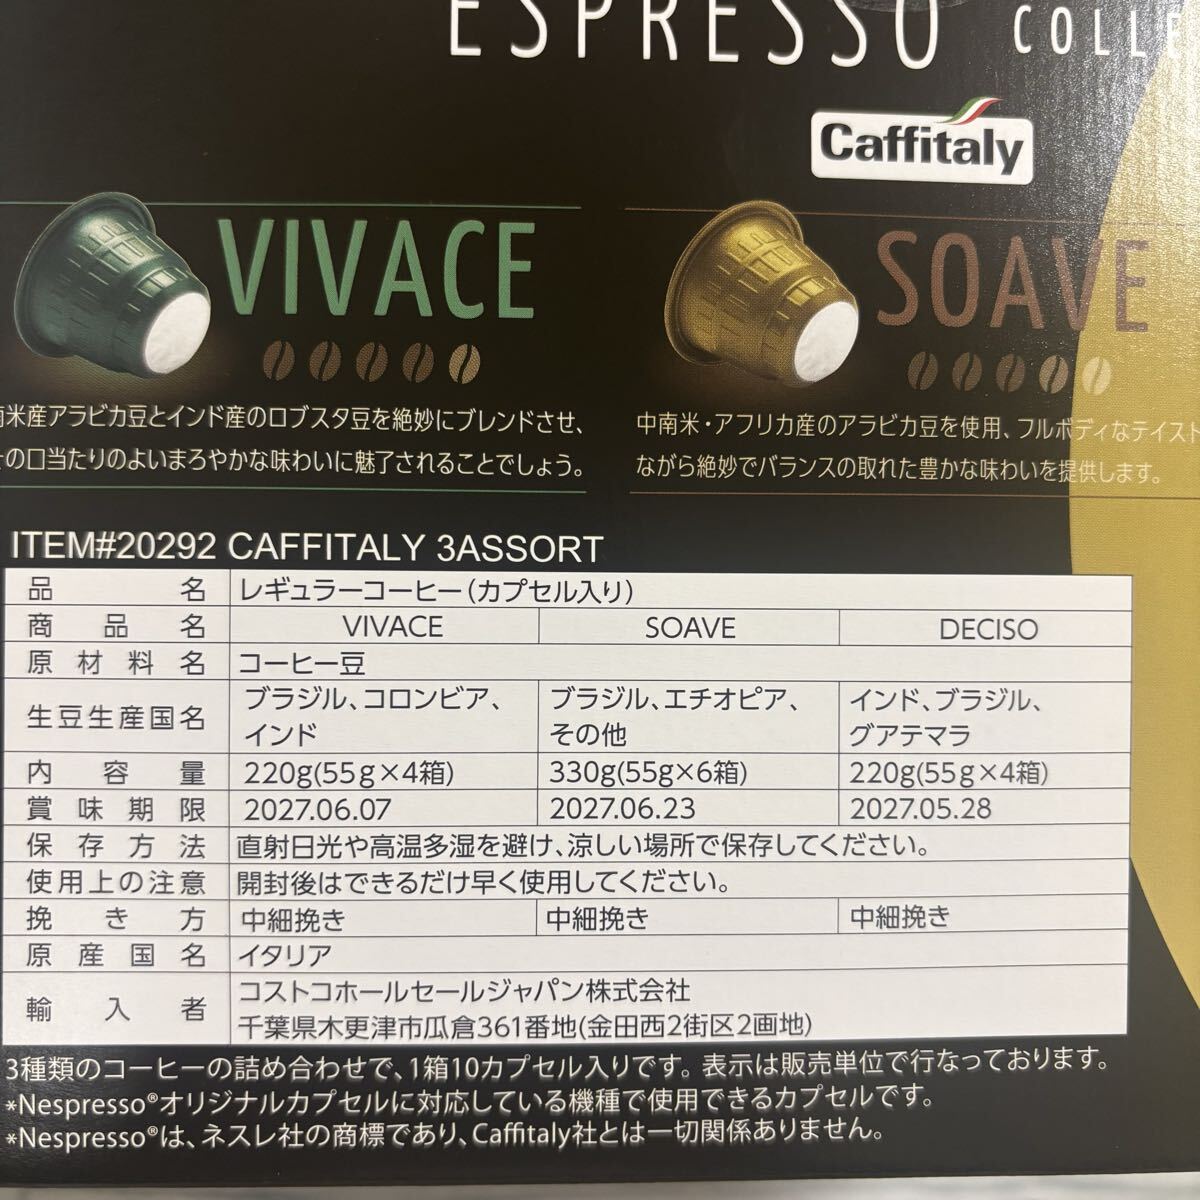 ESPRESSO
Caffitaly
VIVACE
SOAVE
米産アラビカ豆とインド産のロブスタ豆を絶妙にブレンドさせ、
の口当たりのよいまろやかな味わいに魅了されることでしょう。
中南米・アフリカ産のアラビカ豆を使用、フルボディなテイスト
ながら絶妙でバランスの取れた豊かな味わいを提供します。
ITEM#20292 CAFFITALY 3ASSORT
品名 レギュラーコーヒー(カプセル入り)
商品名 VIVACE SOAVE DECISO
原材料名 コーヒー豆
生豆生産国名 ブラジル、コロンビア、インド ブラジル、エチオピア、その他 インド、ブラジル、グアテマラ
内容量 220g(55g×4箱) 330g(55g×6箱) 220g(55g×4箱)
賞味期限 2027.06.07 2027.06.23 2027.05.28
保存方法 直射日光や高温多湿を避け、涼しい場所で保存してください。
使用上の注意 開封後はできるだけ早く使用してください。
挽き方 中細挽き 中細挽き 中細挽き
原産国名 イタリア
輸入者 コストコホールセールジャパン株式会社
千葉県木更津市瓜倉361番地(金田西2街区2画地)
3種類のコーヒーの詰め合わせで、1箱10カプセル入りです。表示は販売単位で行なっております。
*Nespresso®オリジナルカプセルに対応している機種で使用できるカプセルです。
*Nespresso®は、ネスレ社の商標であり、Caffitaly社とは一切関係ありません。